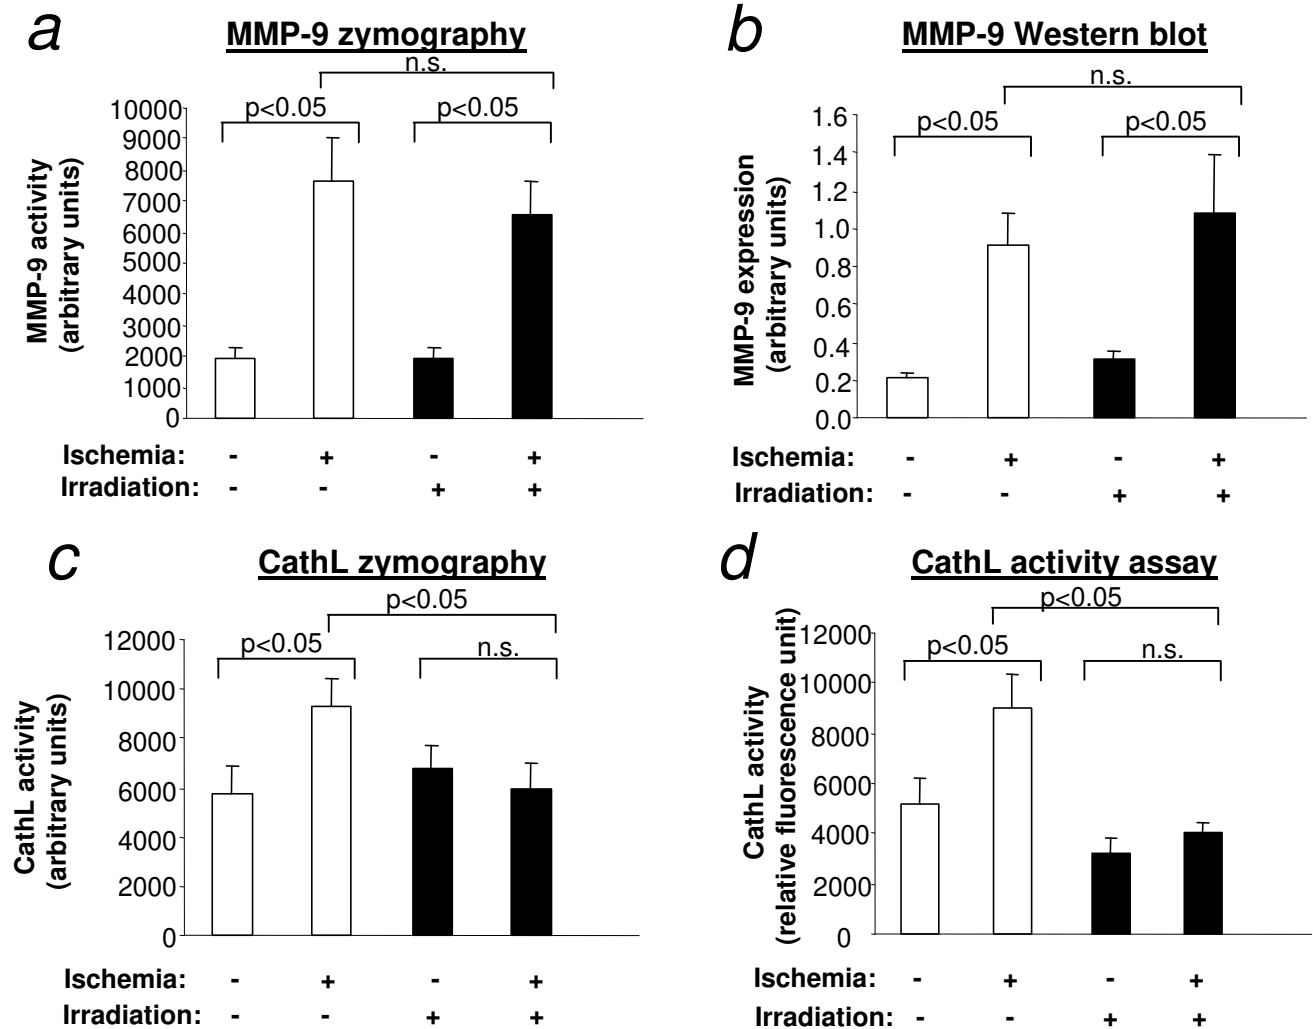 a
MMP-9 zymography
n.s.
p<0.05
p<0.05
10000
9000
8000
7000
6000
5000
4000
3000
2000
1000
0
MMP-9 activity
(arbitrary units)
Ischemia: - + - +
Irradiation: - - + +
b
MMP-9 Western blot
n.s.
p<0.05
p<0.05
1.6
1.4
1.2
1.0
0.8
0.6
0.4
0.2
0.0
MMP-9 expression
(arbitrary units)
Ischemia: - + - +
Irradiation: - - + +
c
CathL zymography
p<0.05
p<0.05
n.s.
12000
10000
8000
6000
4000
2000
0
CathL activity
(arbitrary units)
Ischemia: - + - +
Irradiation: - - + +
d
CathL activity assay
p<0.05
p<0.05
n.s.
12000
10000
8000
6000
4000
2000
0
CathL activity
(relative fluorescence unit)
Ischemia: - + - +
Irradiation: - - + +